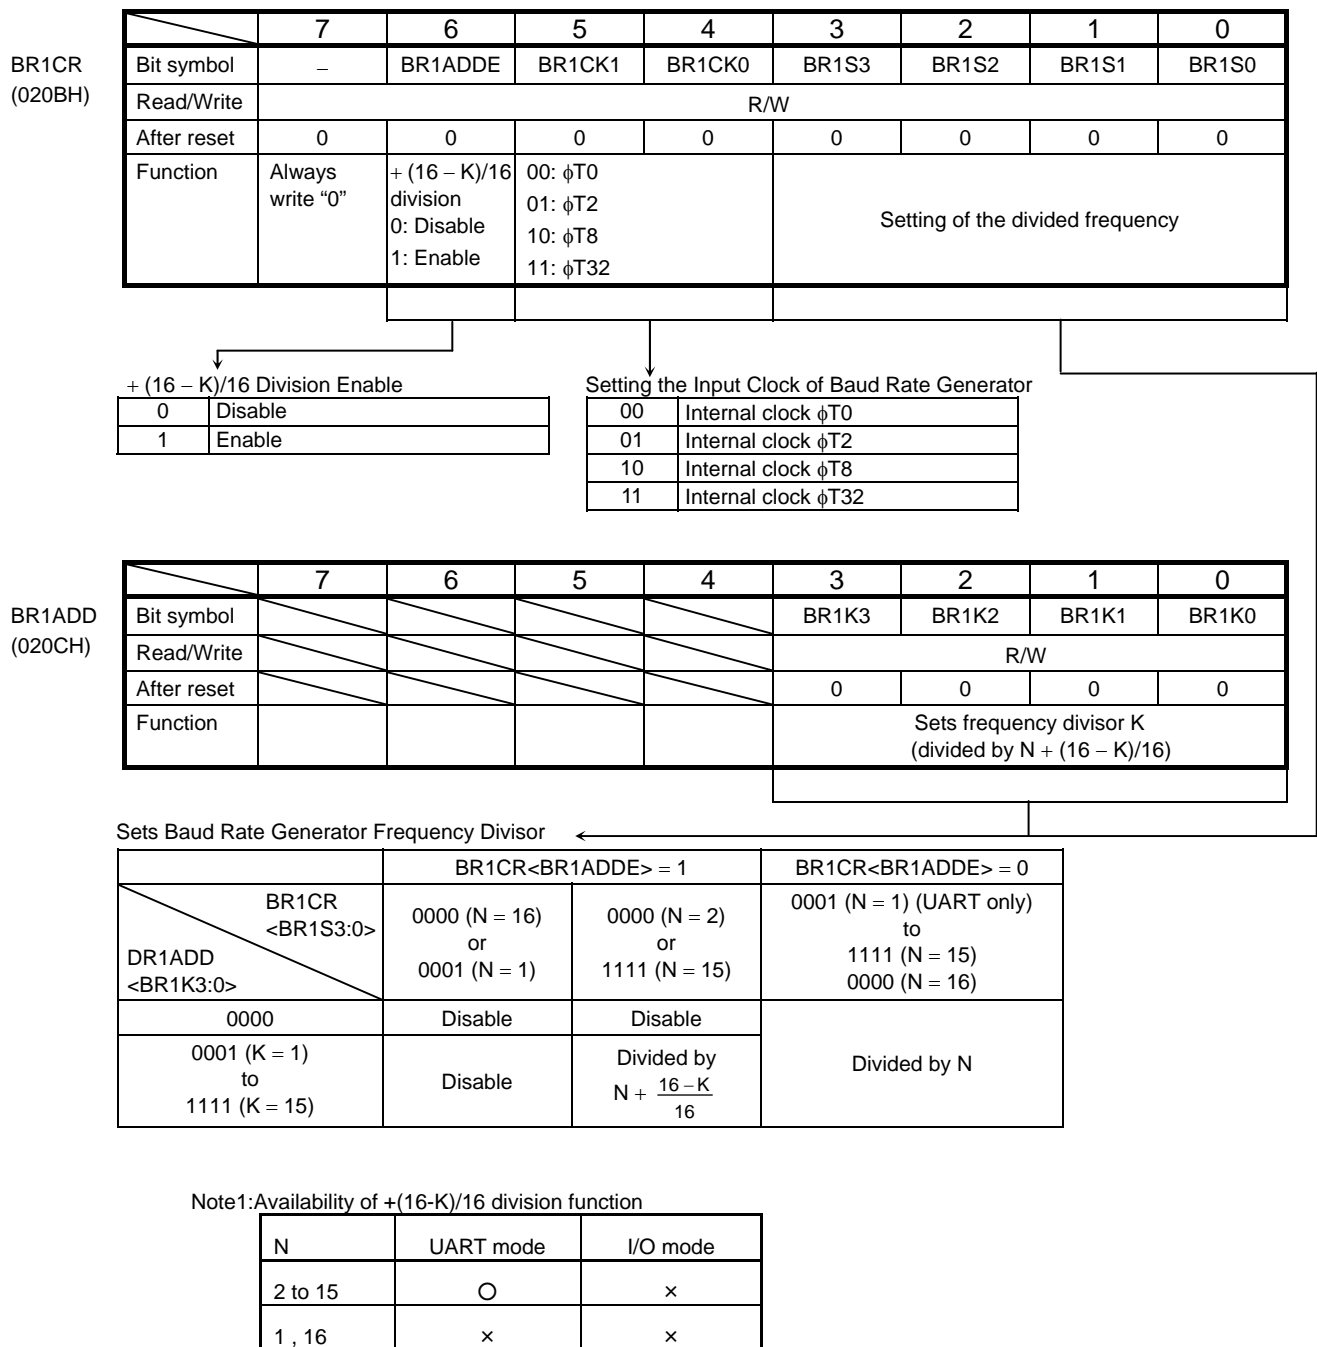 7 6 5 4 3 2 1 0
BR1CR
(020BH)
Bit symbol – BR1ADDE BR1CK1 BR1CK0 BR1S3 BR1S2 BR1S1 BR1S0
Read/Write R/W
After reset 0 0 0 0 0 0 0 0
Function
Always
write “0”
+ (16 – K)/16
division
0: Disable
1: Enable
00: ϕT0
01: ϕT2
10: ϕT8
11: ϕT32
Setting of the divided frequency
+ (16 – K)/16 Division Enable
0 Disable
1 Enable
Setting the Input Clock of Baud Rate Generator
00 Internal clock ϕT0
01 Internal clock ϕT2
10 Internal clock ϕT8
11 Internal clock ϕT32
7 6 5 4 3 2 1 0
BR1ADD
(020CH)
Bit symbol BR1K3 BR1K2 BR1K1 BR1K0
Read/Write R/W
After reset 0 0 0 0
Function
Sets frequency divisor K
(divided by N + (16 – K)/16)
Sets Baud Rate Generator Frequency Divisor
BR1CR<BR1ADDE> = 1 BR1CR<BR1ADDE> = 0
BR1CR
<BR1S3:0>
DR1ADD
<BR1K3:0>
0000 (N = 16)
or
0001 (N = 1)
0000 (N = 2)
or
1111 (N = 15)
0001 (N = 1) (UART only)
to
1111 (N = 15)
0000 (N = 16)
0000 Disable Disable
0001 (K = 1)
to
1111 (K = 15)
Disable
Divided by
N + 16 – K
16
Divided by N
Note1:Availability of +(16-K)/16 division function
N UART mode I/O mode
2 to 15 ○ ×
1 , 16 × ×